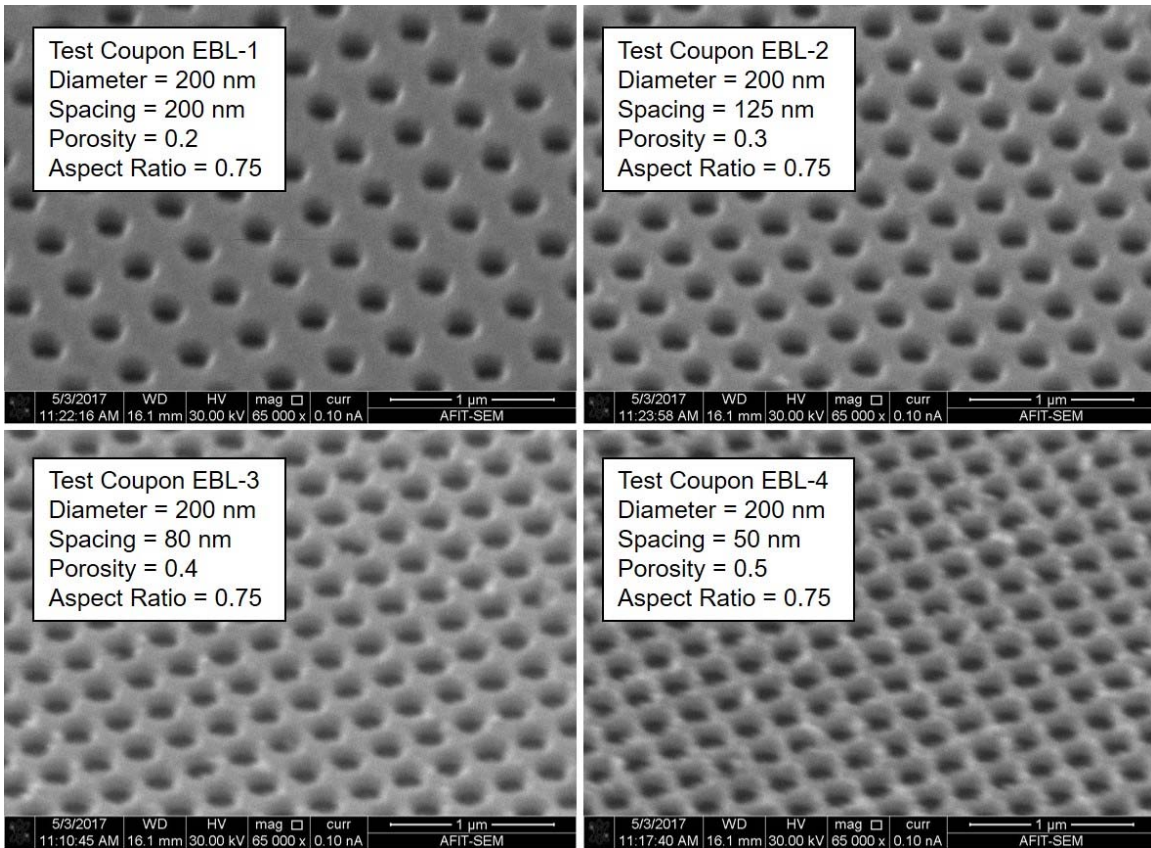 Test Coupon EBL-1
Diameter = 200 nm
Spacing = 200 nm
Porosity = 0.2
Aspect Ratio = 0.75
5/3/2017 WD HV mag curr 1 µm
11:22:16 AM 16.1 mm 30.00 kV 65 000 x 0.10 nA AFIT-SEM
Test Coupon EBL-2
Diameter = 200 nm
Spacing = 125 nm
Porosity = 0.3
Aspect Ratio = 0.75
5/3/2017 WD HV mag curr 1 µm
11:23:58 AM 16.1 mm 30.00 kV 65 000 x 0.10 nA AFIT-SEM
Test Coupon EBL-3
Diameter = 200 nm
Spacing = 80 nm
Porosity = 0.4
Aspect Ratio = 0.75
5/3/2017 WD HV mag curr 1 µm
11:10:45 AM 16.1 mm 30.00 kV 65 000 x 0.10 nA AFIT-SEM
Test Coupon EBL-4
Diameter = 200 nm
Spacing = 50 nm
Porosity = 0.5
Aspect Ratio = 0.75
5/3/2017 WD HV mag curr 1 µm
11:17:40 AM 16.1 mm 30.00 kV 65 000 x 0.10 nA AFIT-SEM